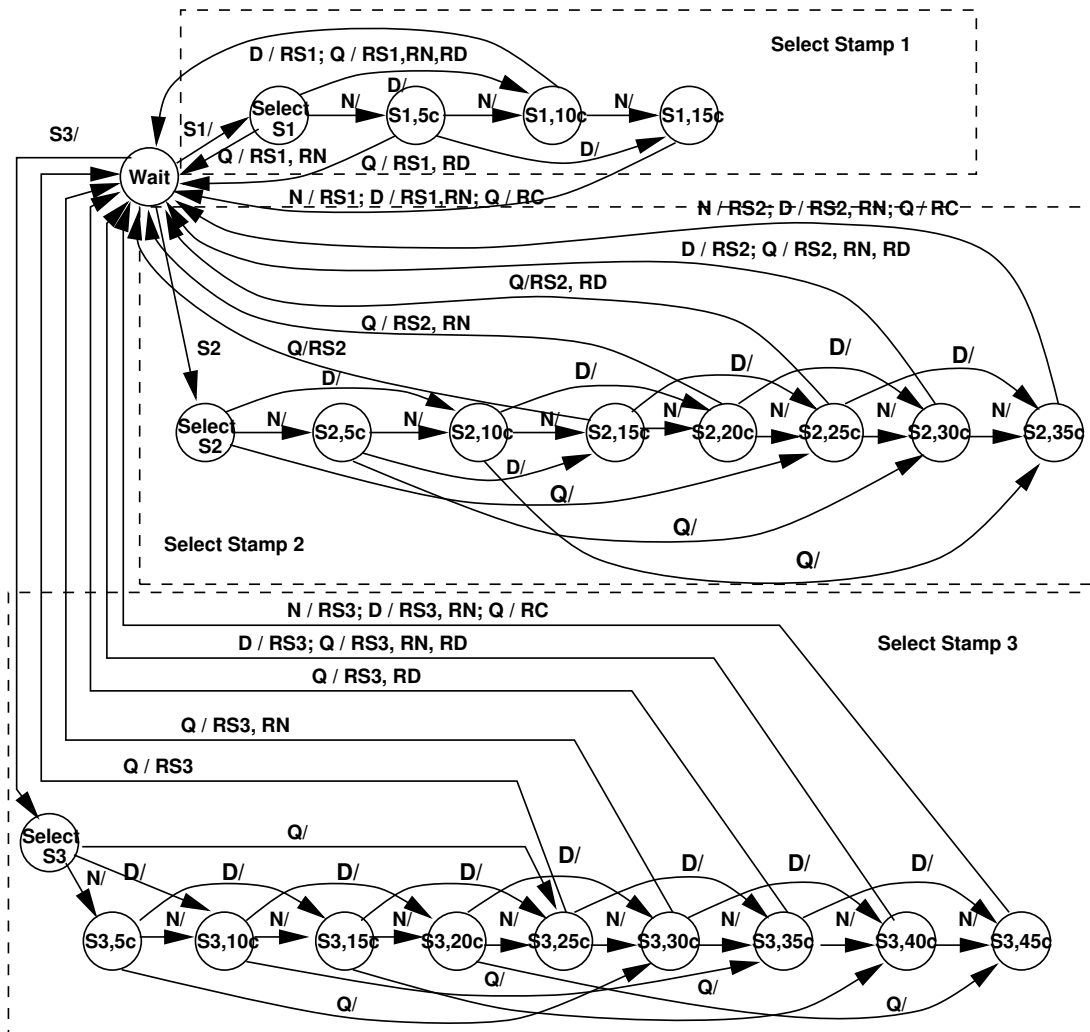 Select Stamp 1
D / RS1; Q / RS1,RN,RD
D/
Select
S1
N/
S1,5c
N/
S1,10c
N/
S1,15c
S3/
S1/
Q / RS1, RN
Q / RS1, RD
D/
Wait
N / RS1; D / RS1,RN; Q / RC
N / RS2; D / RS2, RN; Q / RC
D / RS2; Q / RS2, RN, RD
Q/RS2, RD
Q / RS2, RN
S2
Q/RS2
D/
D/
D/
D/
D/
Select
S2
N/
S2,5c
N/
S2,10c
N/
S2,15c
N/
S2,20c
N/
S2,25c
N/
S2,30c
N/
S2,35c
D/
Q/
Q/
Q/
Select Stamp 2
N / RS3; D / RS3, RN; Q / RC
D / RS3; Q / RS3, RN, RD
Select Stamp 3
Q / RS3, RD
Q / RS3, RN
Q / RS3
Select
S3
Q/
N/
D/
D/
D/
D/
D/
D/
D/
D/
S3,5c
N/
S3,10c
N/
S3,15c
N/
S3,20c
N/
S3,25c
N/
S3,30c
N/
S3,35c
N/
S3,40c
N/
S3,45c
Q/
Q/
Q/
Q/